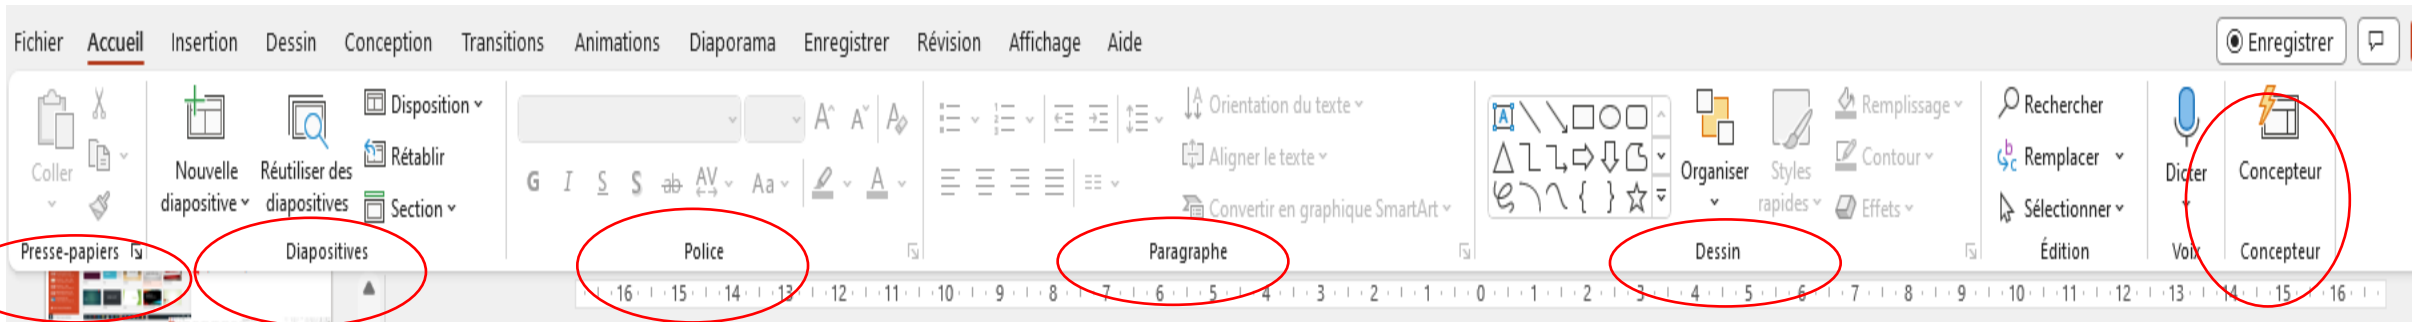 Fichier Accueil Insertion Dessin Conception Transitions Animations Diaporama Enregistrer Révision Affichage Aide Enregistrer
Coller
Nouvelle diapositive
Réutiliser des diapositives
Disposition
Rétablir
Section
G I S S ab AV Aa A
Orientation du texte
Aligner le texte
Convertir en graphique SmartArt
A
Organiser
Styles rapides
Remplissage
Contour
Effets
Rechercher
Remplacer
Sélectionner
Dicter
Concepteur
Presse-papiers Diapositives Police Paragraphe Dessin Édition Voix Concepteur
16 15 14 13 12 11 10 9 8 7 6 5 4 3 2 1 0 1 2 3 4 5 6 7 8 9 10 11 12 13 14 15 16